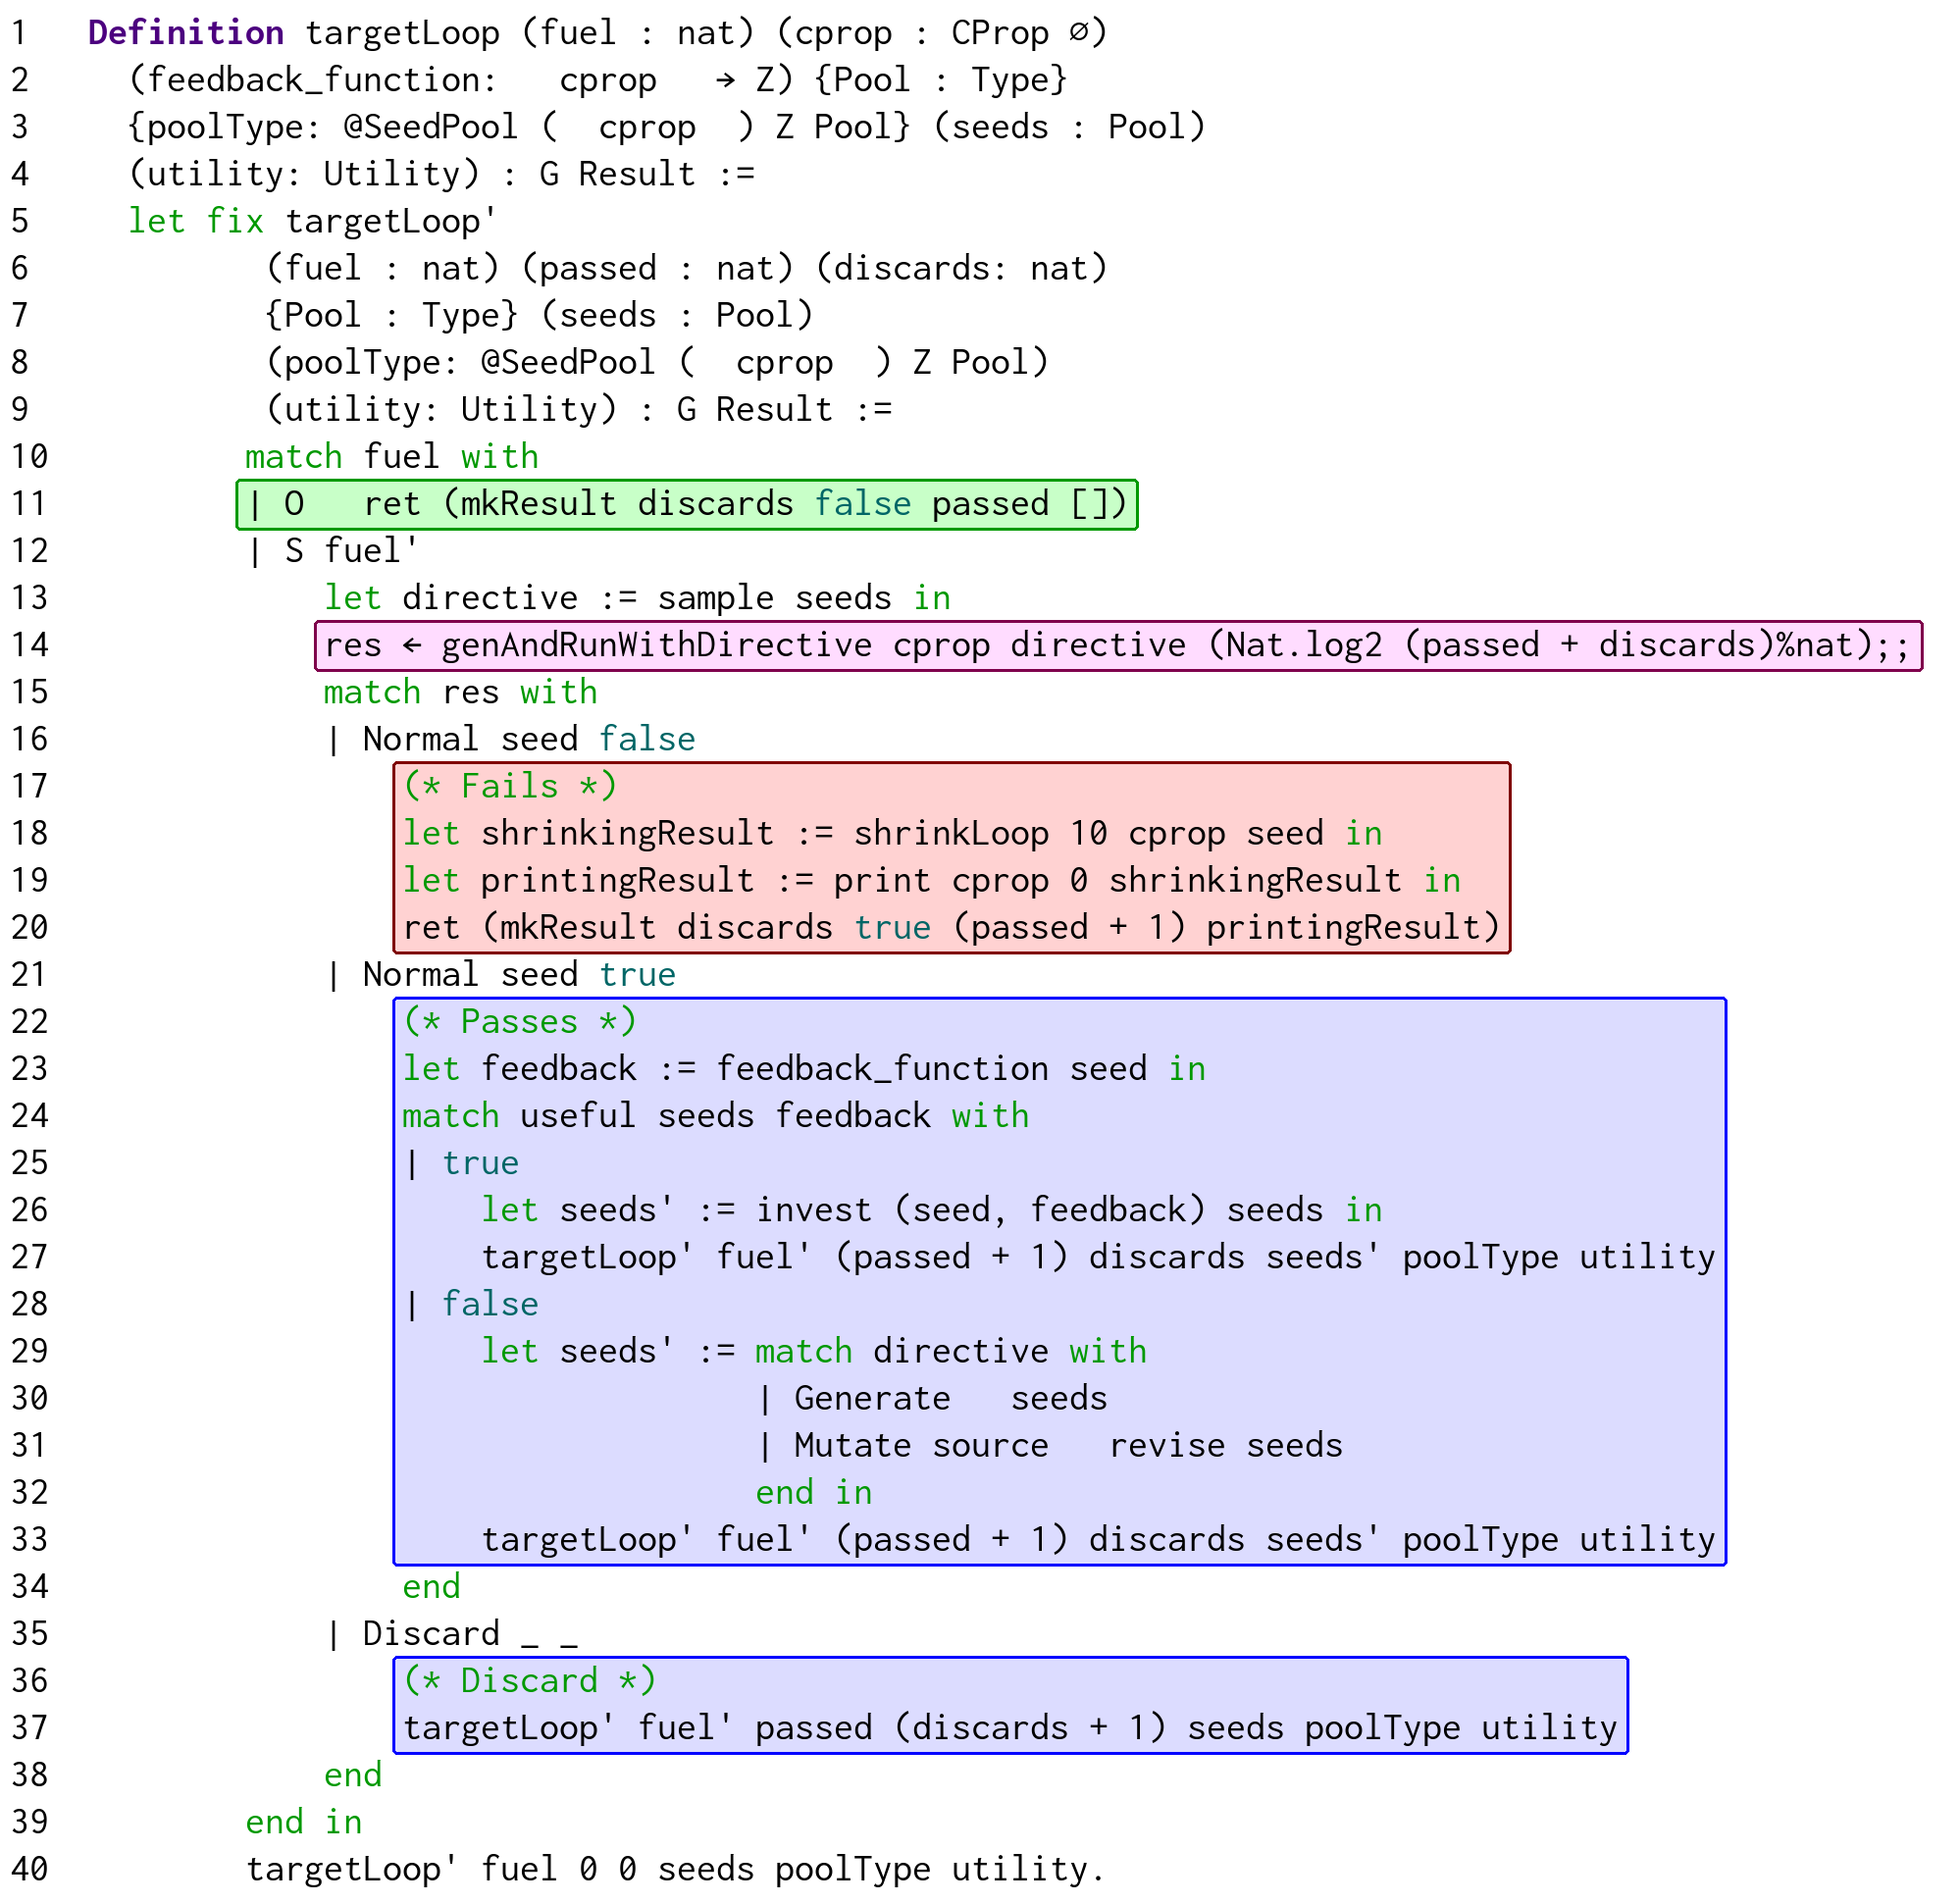 1 Definition targetLoop (fuel : nat) (cprop : CProp ∅)
2 (feedback_function: cprop → Z) {Pool : Type}
3 {poolType: @SeedPool ( cprop ) Z Pool} (seeds : Pool)
4 (utility: Utility) : G Result :=
5 let fix targetLoop'
6 (fuel : nat) (passed : nat) (discards: nat)
7 {Pool : Type} (seeds : Pool)
8 (poolType: @SeedPool ( cprop ) Z Pool)
9 (utility: Utility) : G Result :=
10 match fuel with
11 | O ret (mkResult discards false passed [])
12 | S fuel'
13 let directive := sample seeds in
14 res ← genAndRunWithDirective cprop directive (Nat.log2 (passed + discards)%nat);;
15 match res with
16 | Normal seed false
17 (* Fails *)
18 let shrinkingResult := shrinkLoop 10 cprop seed in
19 let printingResult := print cprop 0 shrinkingResult in
20 ret (mkResult discards true (passed + 1) printingResult)
21 | Normal seed true
22 (* Passes *)
23 let feedback := feedback_function seed in
24 match useful seeds feedback with
25 | true
26 let seeds' := invest (seed, feedback) seeds in
27 targetLoop' fuel' (passed + 1) discards seeds' poolType utility
28 | false
29 let seeds' := match directive with
30 | Generate seeds
31 | Mutate source revise seeds
32 end in
33 targetLoop' fuel' (passed + 1) discards seeds' poolType utility
34 end
35 | Discard _ _
36 (* Discard *)
37 targetLoop' fuel' passed (discards + 1) seeds poolType utility
38 end
39 end in
40 targetLoop' fuel 0 0 seeds poolType utility.